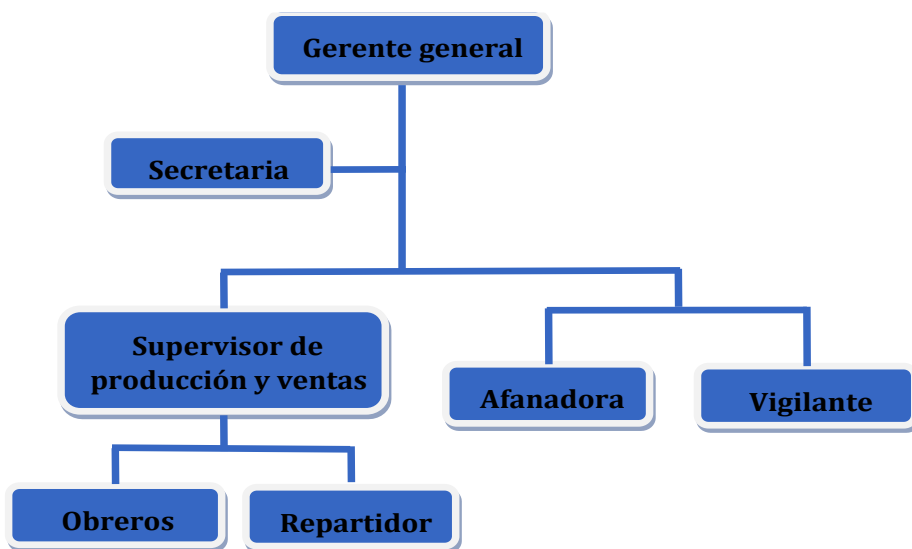 Gerente general
Secretaria
Supervisor de
producción y ventas
Afanadora
Vigilante
Obreros
Repartidor